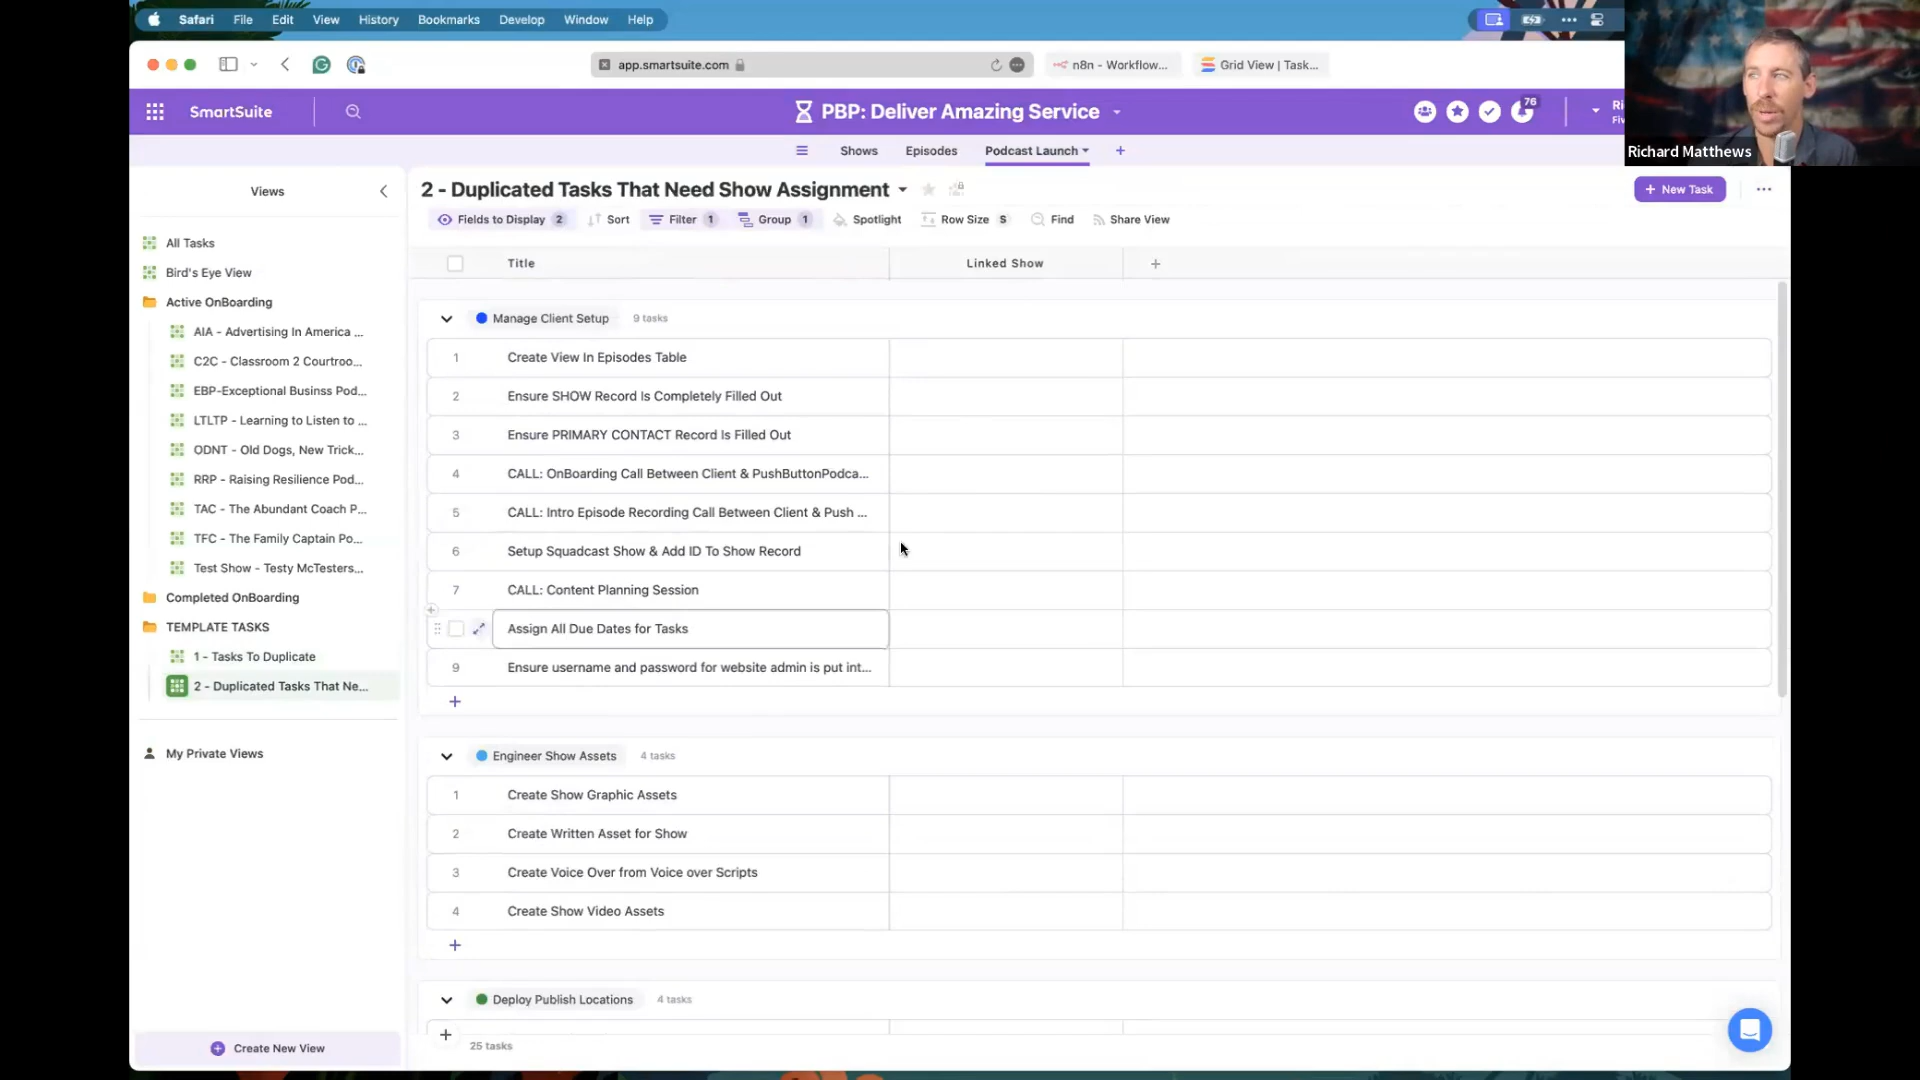 Safari File Edit View History Bookmarks Develop Window Help
app.smartsuite.com
n8n - Workflow...
Grid View | Task...
SmartSuite
PBP: Deliver Amazing Service
76
Richard Matthews
Shows Episodes Podcast Launch
Views
2 - Duplicated Tasks That Need Show Assignment
New Task
Fields to Display 2 Sort Filter 1 Group 1 Spotlight Row Size S Find Share View
All Tasks
Bird's Eye View
Active OnBoarding
AIA - Advertising In America ...
C2C - Classroom 2 Courtroo...
EBP-Exceptional Businss Pod...
LTLTP - Learning to Listen to ...
ODNT - Old Dogs, New Trick...
RRP - Raising Resilience Pod...
TAC - The Abundant Coach P...
TFC - The Family Captain Po...
Test Show - Testy McTesters...
Completed OnBoarding
TEMPLATE TASKS
1 - Tasks To Duplicate
2 - Duplicated Tasks That Ne...
My Private Views
Create New View
Title Linked Show
Manage Client Setup 9 tasks
1 Create View In Episodes Table
2 Ensure SHOW Record Is Completely Filled Out
3 Ensure PRIMARY CONTACT Record Is Filled Out
4 CALL: OnBoarding Call Between Client & PushButtonPodca...
5 CALL: Intro Episode Recording Call Between Client & Push ...
6 Setup Squadcast Show & Add ID To Show Record
7 CALL: Content Planning Session
Assign All Due Dates for Tasks
9 Ensure username and password for website admin is put int...
Engineer Show Assets 4 tasks
1 Create Show Graphic Assets
2 Create Written Asset for Show
3 Create Voice Over from Voice over Scripts
4 Create Show Video Assets
Deploy Publish Locations 4 tasks
25 tasks